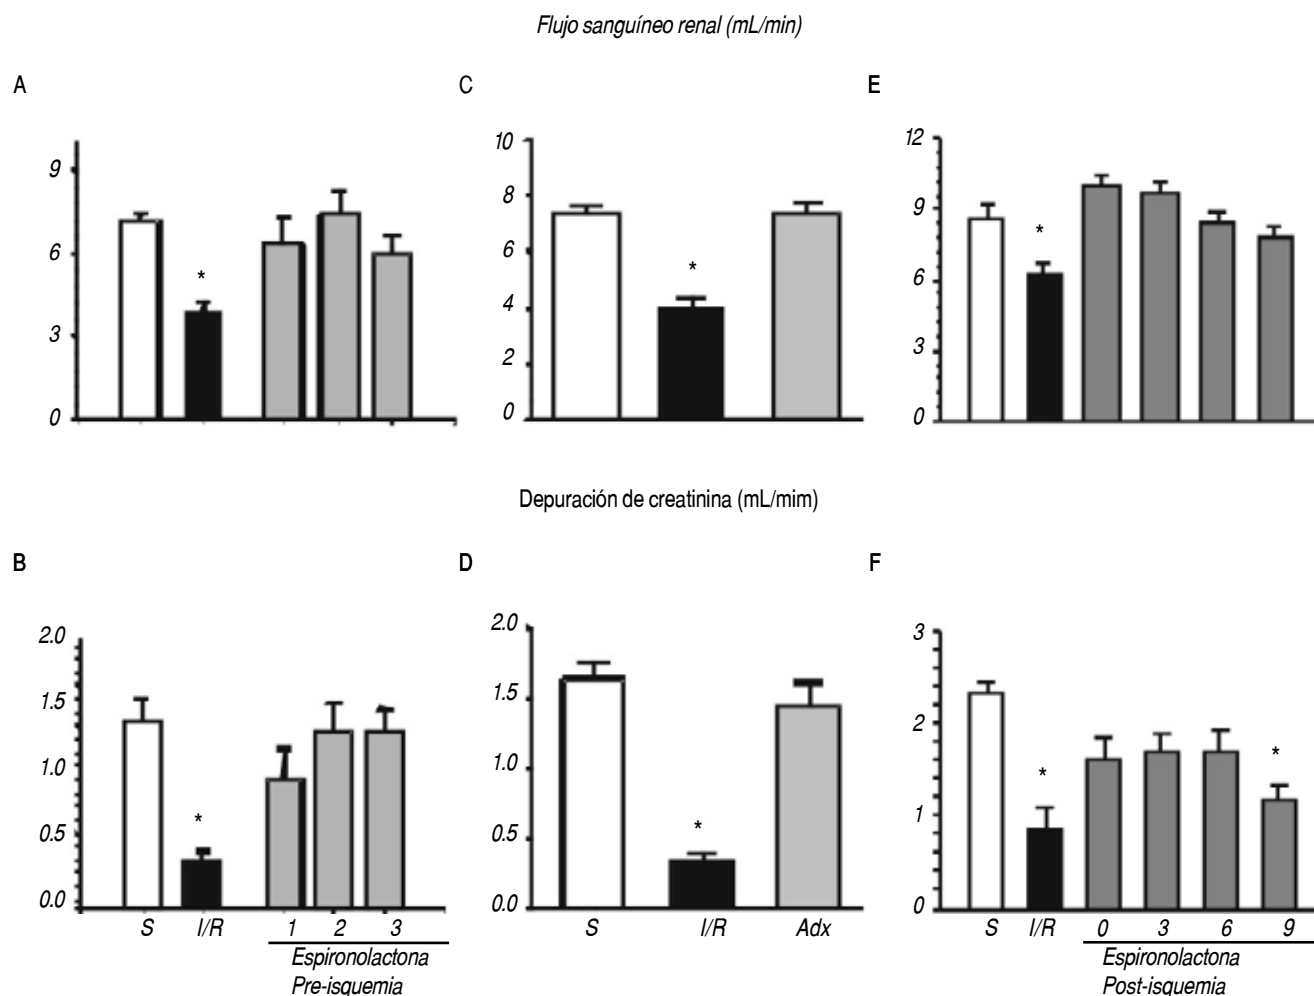 Flujo sanguíneo renal (mL/min)
A
C
E
9
6
3
0
*
10
8
6
4
2
0
*
12
9
6
3
0
*
Depuración de creatinina (mL/mim)
B
D
F
2.0
1.5
1.0
0.5
0.0
*
S I/R 1 2 3
Espironolactona
Pre-isquemia
2.0
1.5
1.0
0.5
0.0
*
S I/R Adx
3
2
1
0
* *
S I/R 0 3 6 9
Espironolactona
Post-isquemia